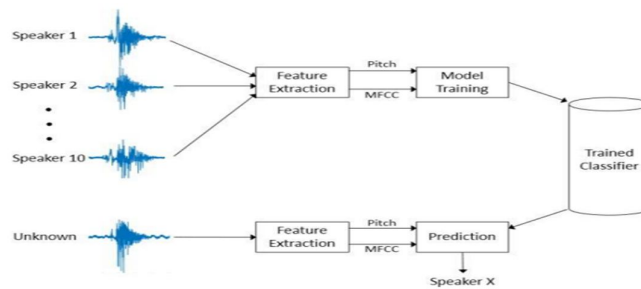 Speaker 1
Speaker 2
Speaker 10
Feature
Extraction
Pitch
MFCC
Model
Training
Trained
Classifier
Unknown
Feature
Extraction
Pitch
MFCC
Prediction
Speaker X